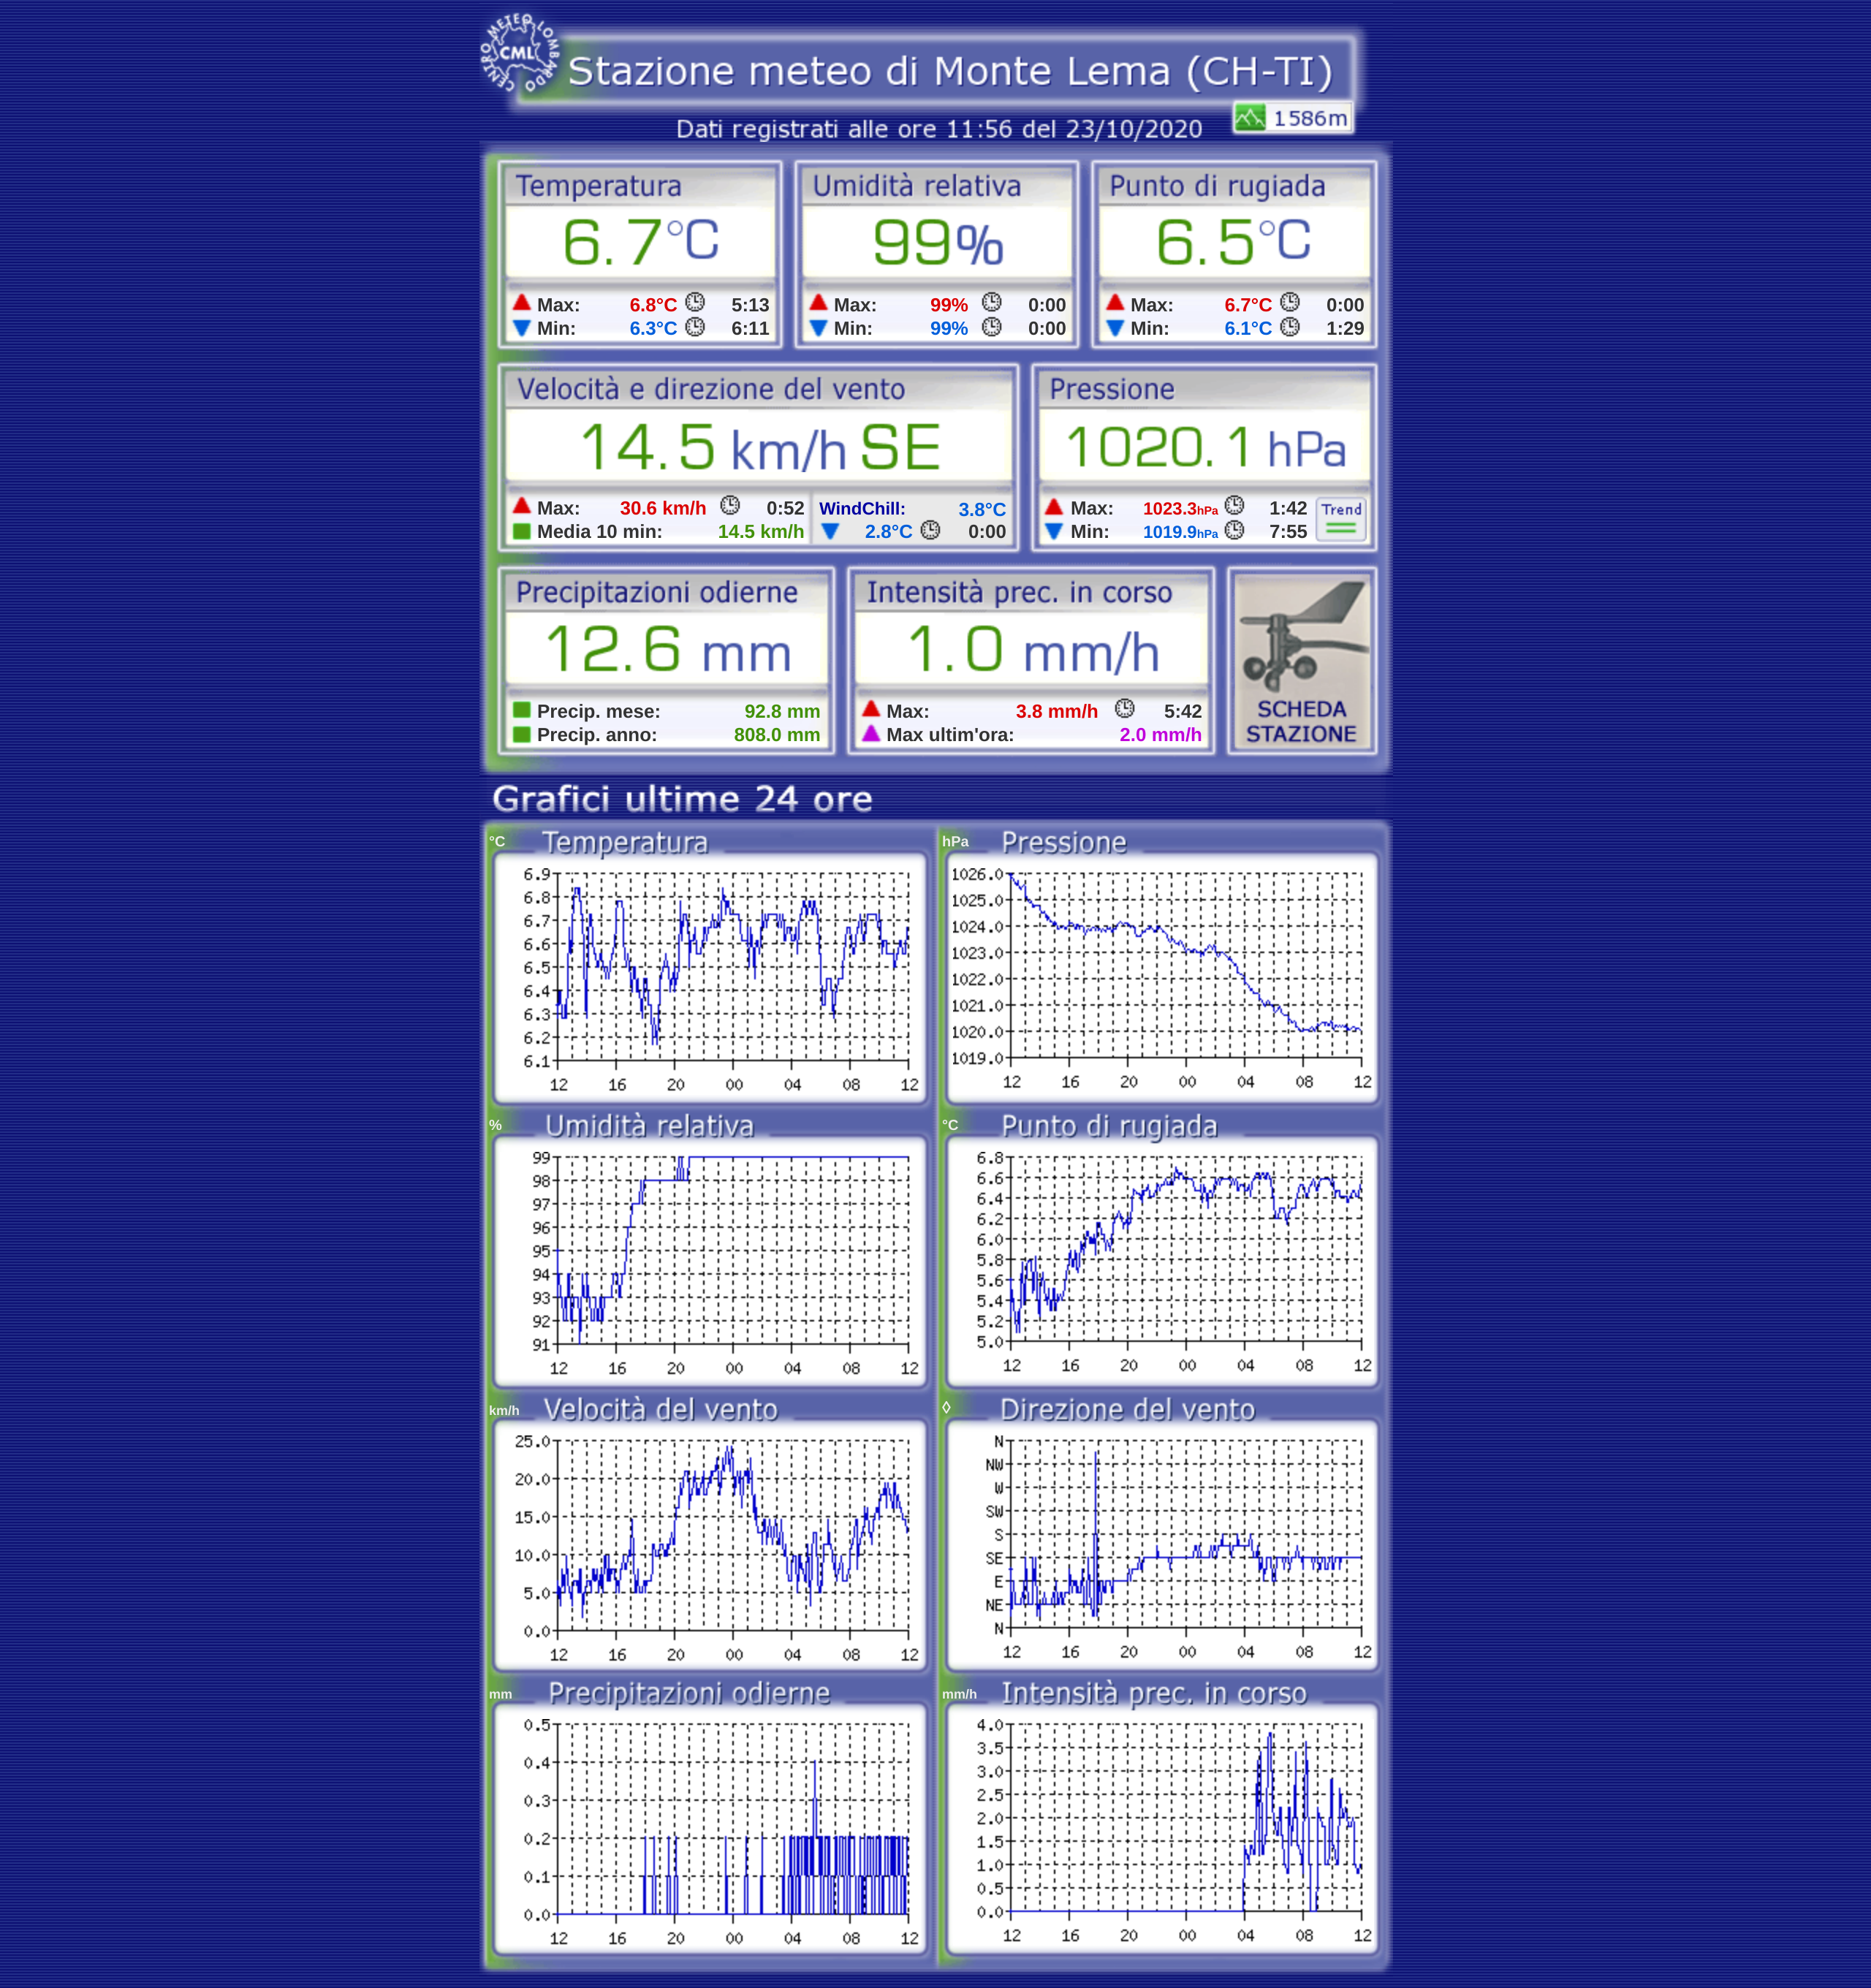 CENTRO METEO LOMBARDO
CML
Stazione meteo di Monte Lema (CH-TI)
1586m
Dati registrati alle ore 11:56 del 23/10/2020
Temperatura Umidità relativa Punto di rugiada
6.7°C 99% 6.5°C
Max: 6.8°C 5:13 Max: 99% 0:00 Max: 6.7°C 0:00
Min: 6.3°C 6:11 Min: 99% 0:00 Min: 6.1°C 1:29
Velocità e direzione del vento Pressione
14.5 km/h SE 1020.1 hPa
Max: 30.6 km/h 0:52 WindChill: 3.8°C Max: 1023.3hPa 1:42 Trend
Media 10 min: 14.5 km/h 2.8°C 0:00 Min: 1019.9hPa 7:55
Precipitazioni odierne Intensità prec. in corso
12.6 mm 1.0 mm/h
Precip. mese: 92.8 mm Max: 3.8 mm/h 5:42 SCHEDA
Precip. anno: 808.0 mm Max ultim'ora: 2.0 mm/h STAZIONE
Grafici ultime 24 ore
°C Temperatura
6.9
6.8
6.7
6.6
6.5
6.4
6.3
6.2
6.1
12 16 20 00 04 08 12
hPa Pressione
1026.0
1025.0
1024.0
1023.0
1022.0
1021.0
1020.0
1019.0
12 16 20 00 04 08 12
% Umidità relativa
99
98
97
96
95
94
93
92
91
12 16 20 00 04 08 12
°C Punto di rugiada
6.8
6.6
6.4
6.2
6.0
5.8
5.6
5.4
5.2
5.0
12 16 20 00 04 08 12
km/h Velocità del vento
25.0
20.0
15.0
10.0
5.0
0.0
12 16 20 00 04 08 12
◊ Direzione del vento
N
NW
W
SW
S
SE
E
NE
N
12 16 20 00 04 08 12
mm Precipitazioni odierne
0.5
0.4
0.3
0.2
0.1
0.0
12 16 20 00 04 08 12
mm/h Intensità prec. in corso
4.0
3.5
3.0
2.5
2.0
1.5
1.0
0.5
0.0
12 16 20 00 04 08 12